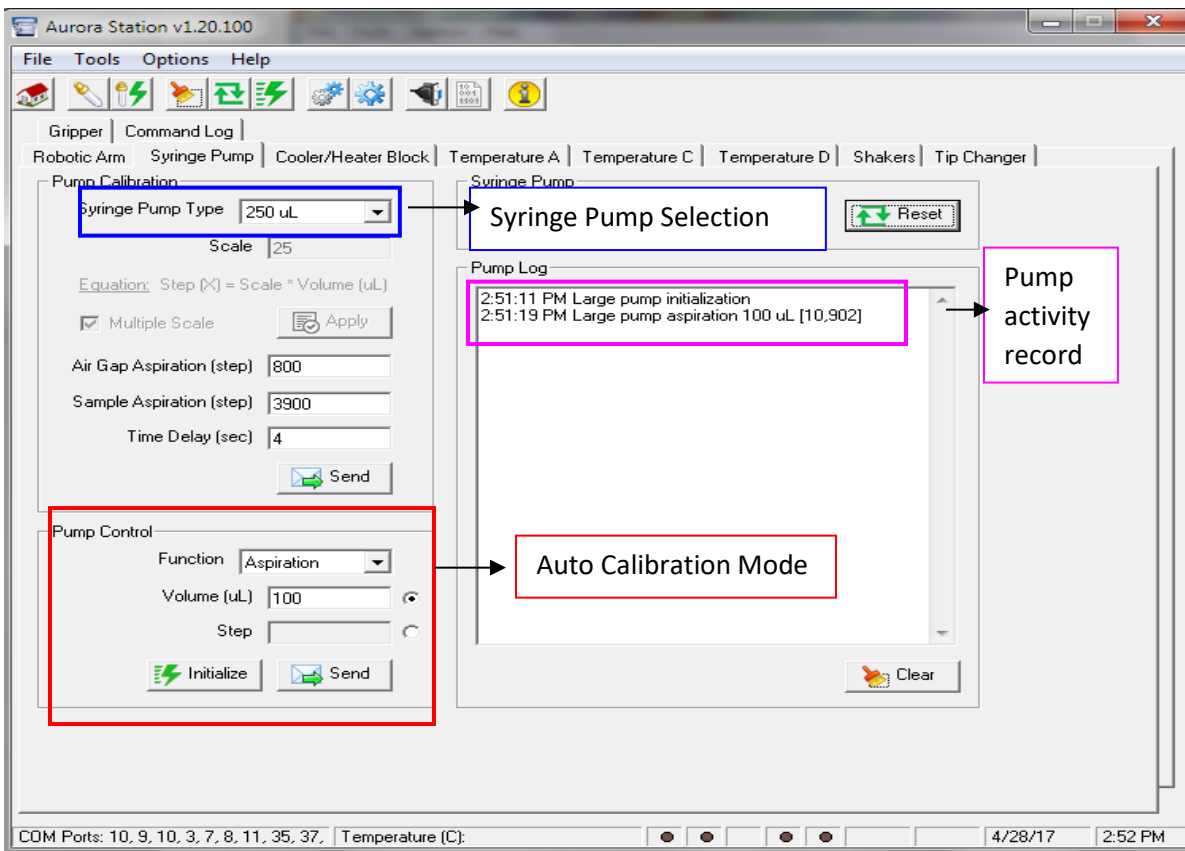 Aurora Station v1.20.100
File Tools Options Help
Gripper Command Log
Robotic Arm Syringe Pump Cooler/Heater Block Temperature A Temperature C Temperature D Shakers Tip Changer
Pump Calibration
Syringe Pump Type 250 uL
Scale 25
Equation: Step (X) = Scale * Volume (uL)
Multiple Scale Apply
Air Gap Aspiration (step) 800
Sample Aspiration (step) 3900
Time Delay (sec) 4
Send
Pump Control
Function Aspiration
Volume (uL) 100
Step
Initialize Send
Syringe Pump
Syringe Pump Selection
Reset
Pump Log
2:51:11 PM Large pump initialization
2:51:19 PM Large pump aspiration 100 uL [10,902]
Pump
activity
record
Auto Calibration Mode
Clear
COM Ports: 10, 9, 10, 3, 7, 8, 11, 35, 37, Temperature (C): 4/28/17 2:52 PM